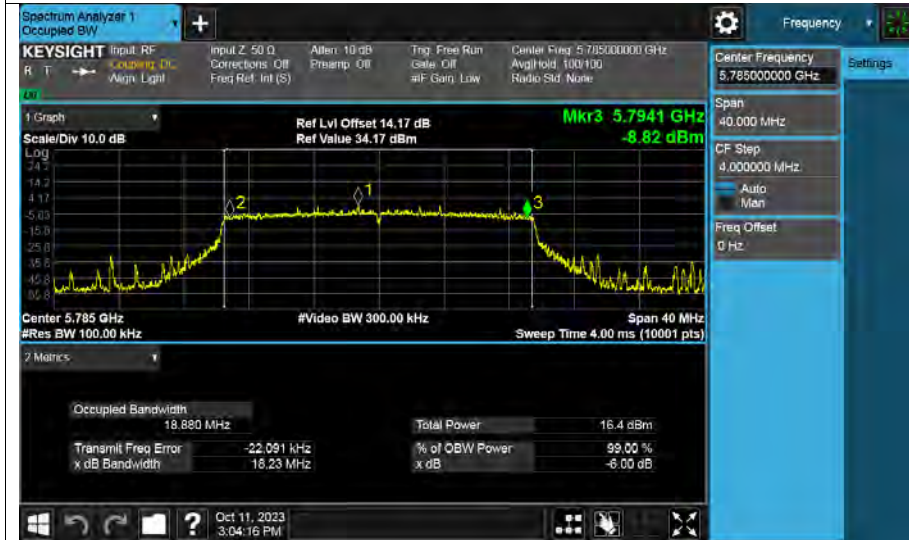 Spectrum Analyzer 1
Occupied BW
+
Frequency
KEYSIGHT Input: RF
Coupling: DC
Align: Light
R T
Input Z: 50 Ω
Corrections: Off
Freq Ref: Int (S)
Atten: 10 dB
Preamp: Off
Trig: Free Run
Gate: Off
#IF Gain: Low
Center Freq: 5.785000000 GHz
Avg|Hold: 100/100
Radio Std: None
Center Frequency
5.785000000 GHz
Settings
Span
40.000 MHz
CF Step
4.000000 MHz
Auto
Man
Freq Offset
0 Hz
1 Graph
Scale/Div 10.0 dB
Ref Lvl Offset 14.17 dB
Ref Value 34.17 dBm
Mkr3 5.7941 GHz
-8.82 dBm
Log
24.2
14.2
4.17
-5.83
-15.8
-25.8
-35.8
-45.8
-55.8
2
1
3
Center 5.785 GHz
#Video BW 300.00 kHz
Span 40 MHz
#Res BW 100.00 kHz
Sweep Time 4.00 ms (10001 pts)
2 Metrics
Occupied Bandwidth
18.880 MHz
Total Power 16.4 dBm
Transmit Freq Error -22.091 kHz
% of OBW Power 99.00 %
x dB Bandwidth 18.23 MHz
x dB -6.00 dB
?
Oct 11, 2023
3:04:16 PM